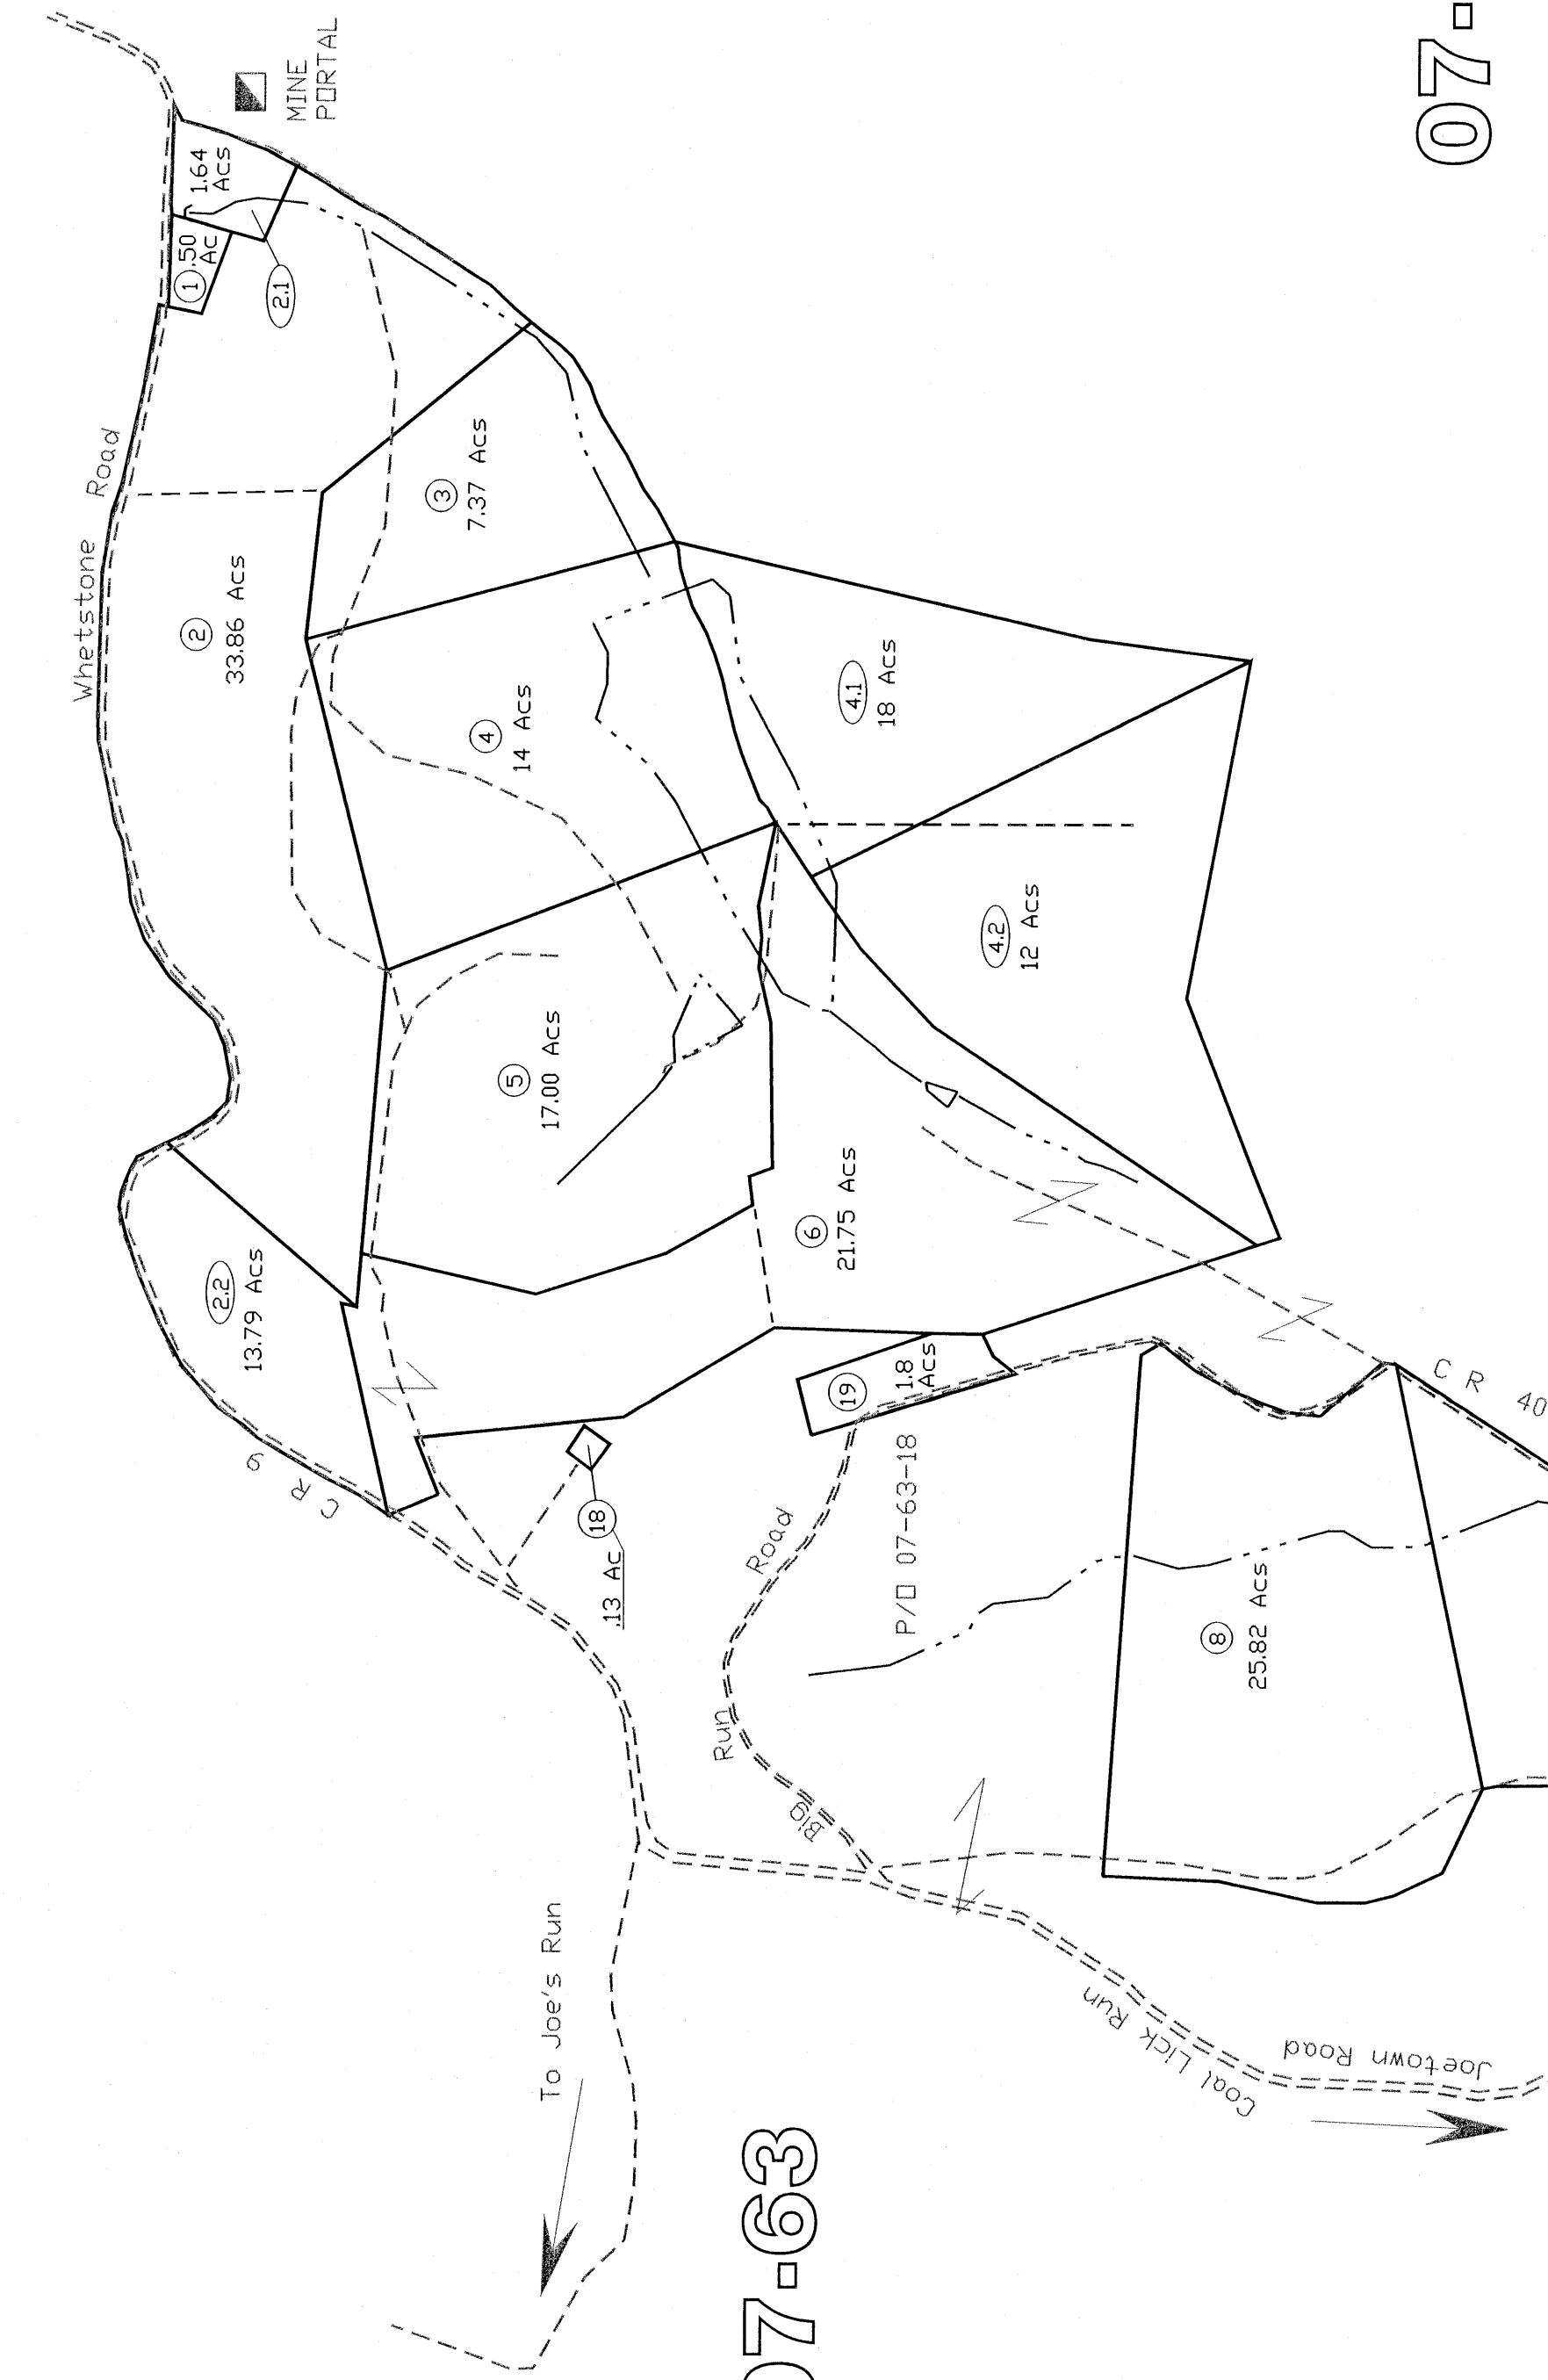 Whetstone Road
MINE
PORTAL
1.64
Acs
1
.50
Ac
2.1
2
33.86 Acs
3
7.37 Acs
4
14 Acs
4.1
18 Acs
4.2
12 Acs
5
17.00 Acs
6
21.75 Acs
2.2
13.79 Acs
C R 9
18
.13 Ac
19
1.8
Acs
Big Run Road
P/O 07-63-18
8
25.82 Acs
C R 40
To Joe's Run
Coal Lick Run
Joetown Road
07-63
07-